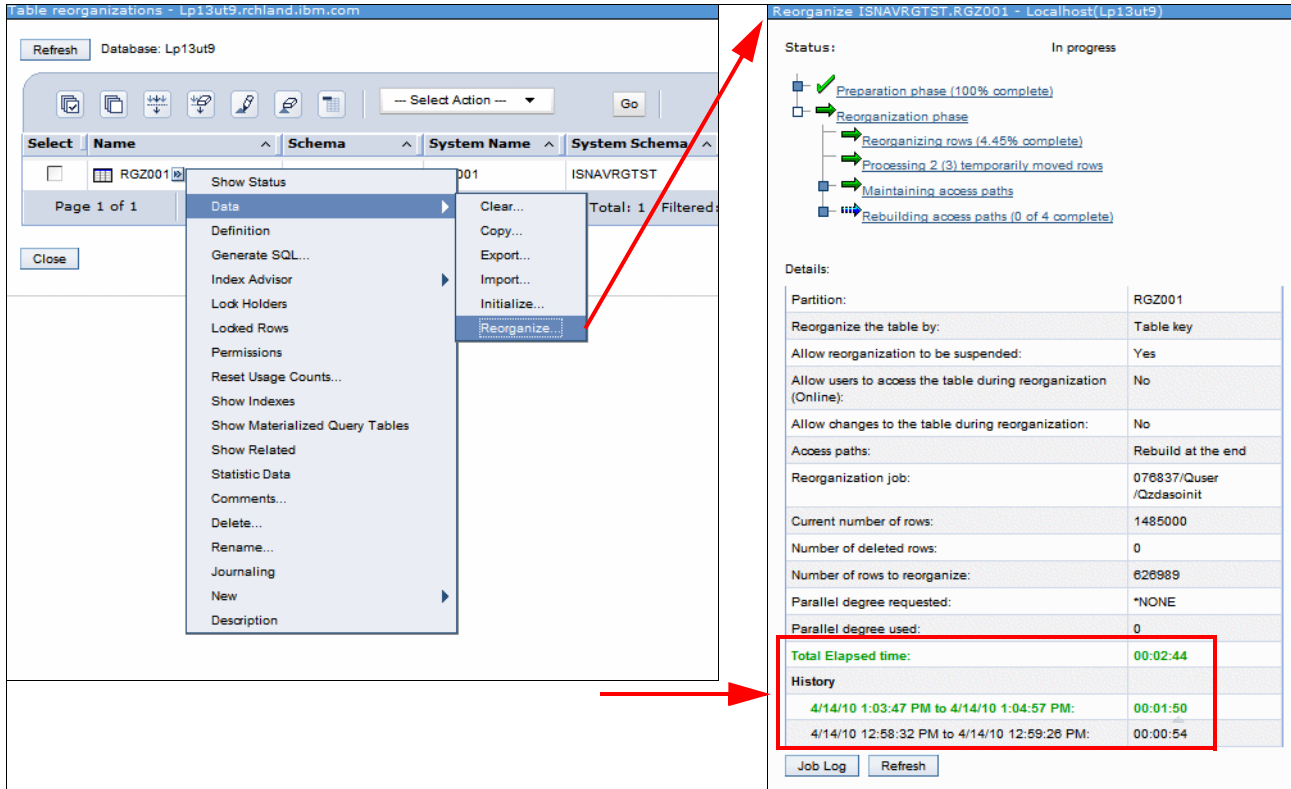 Table reorganizations - Lp13ut9.rchland.ibm.com
Refresh
Database: Lp13ut9
--- Select Action ---
Go
Select Name Schema System Name System Schema
RGZ001 001 ISNAVRGTST
Page 1 of 1 Total: 1 Filtered:
Close
Show Status
Data
Definition
Generate SQL...
Index Advisor
Lock Holders
Locked Rows
Permissions
Reset Usage Counts...
Show Indexes
Show Materialized Query Tables
Show Related
Statistic Data
Comments...
Delete...
Rename...
Journaling
New
Description
Clear...
Copy...
Export...
Import...
Initialize...
Reorganize...
Reorganize ISNAVRGTST.RGZ001 - Localhost(Lp13ut9)
Status: In progress
Preparation phase (100% complete)
Reorganization phase
Reorganizing rows (4.45% complete)
Processing 2 (3) temporarily moved rows
Maintaining access paths
Rebuilding access paths (0 of 4 complete)
Details:
Partition: RGZ001
Reorganize the table by: Table key
Allow reorganization to be suspended: Yes
Allow users to access the table during reorganization No
(Online):
Allow changes to the table during reorganization: No
Access paths: Rebuild at the end
Reorganization job: 076837/Quser
/Qzdasoinit
Current number of rows: 1485000
Number of deleted rows: 0
Number of rows to reorganize: 626989
Parallel degree requested: *NONE
Parallel degree used: 0
Total Elapsed time: 00:02:44
History
4/14/10 1:03:47 PM to 4/14/10 1:04:57 PM: 00:01:50
4/14/10 12:58:32 PM to 4/14/10 12:59:26 PM: 00:00:54
Job Log
Refresh